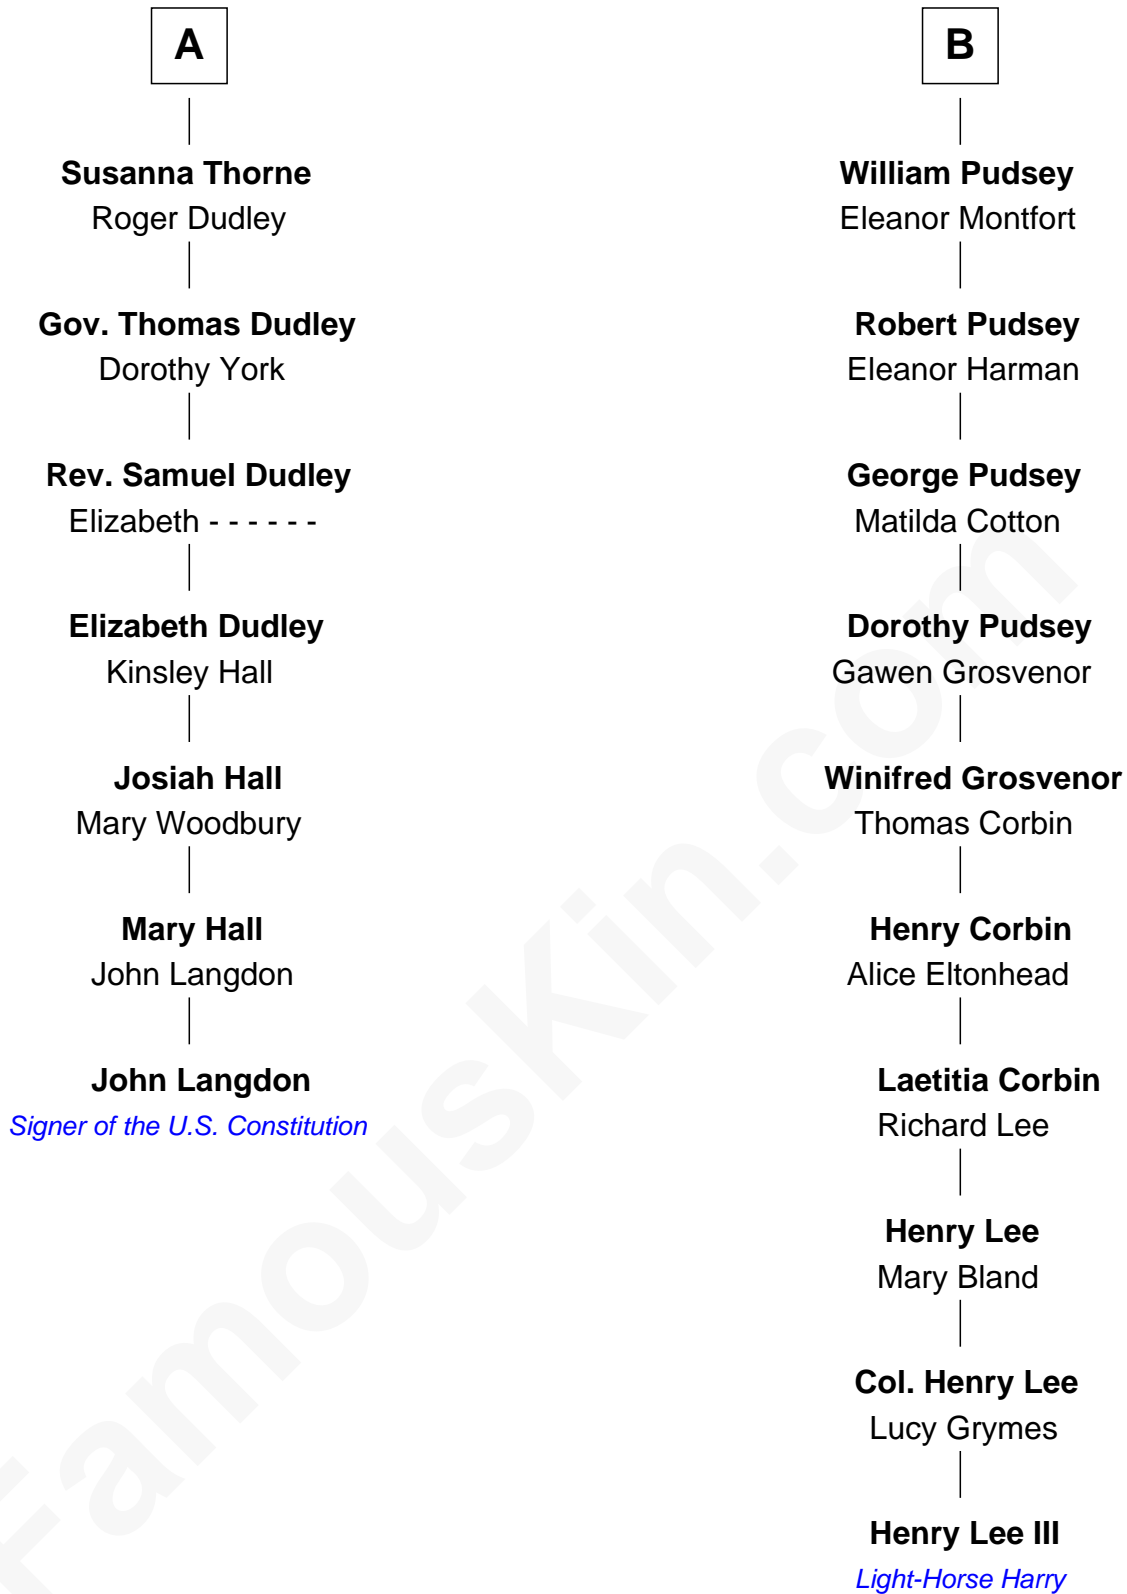 A
Susanna Thorne
Roger Dudley
Gov. Thomas Dudley
Dorothy York
Rev. Samuel Dudley
Elizabeth - - - - - -
Elizabeth Dudley
Kinsley Hall
Josiah Hall
Mary Woodbury
Mary Hall
John Langdon
John Langdon
Signer of the U.S. Constitution
B
William Pudsey
Eleanor Montfort
Robert Pudsey
Eleanor Harman
George Pudsey
Matilda Cotton
Dorothy Pudsey
Gawen Grosvenor
Winifred Grosvenor
Thomas Corbin
Henry Corbin
Alice Eltonhead
Laetitia Corbin
Richard Lee
Henry Lee
Mary Bland
Col. Henry Lee
Lucy Grymes
Henry Lee III
Light-Horse Harry
FamousKin.com